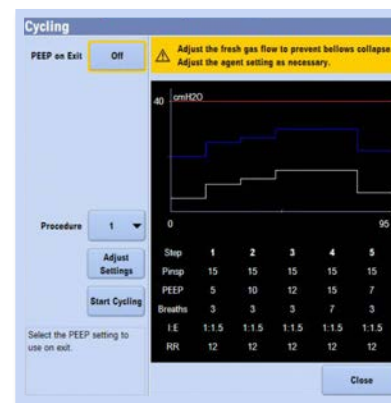 Cycling
PEEP on Exit Off
Adjust the fresh gas flow to prevent bellows collapse
Adjust the agent setting as necessary.
40 cmH2O
0 95
Procedure 1
Adjust
Settings
Start Cycling
Select the PEEP setting to
use on exit.
Step 1 2 3 4 5
Pinsp 15 15 15 15 15
PEEP 5 10 12 15 7
Breaths 3 3 3 7 3
I:E 1:1.5 1:1.5 1:1.5 1:1.5 1:1.5
RR 12 12 12 12 12
Close